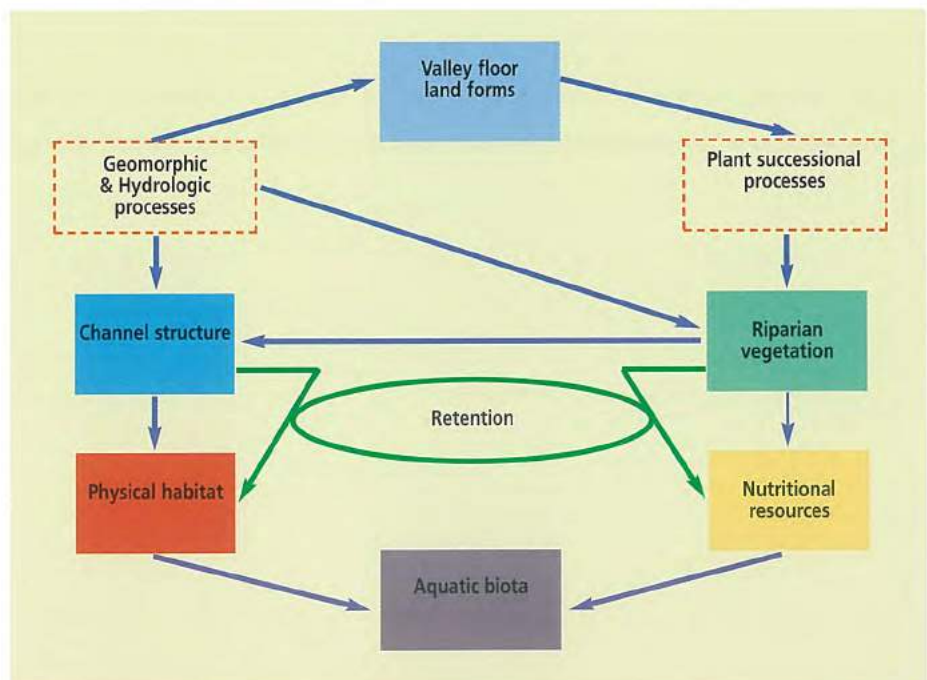 Valley floor
land forms
Geomorphic
& Hydrologic
processes
Plant successional
processes
Channel structure
Riparian
vegetation
Retention
Physical habitat
Nutritional
resources
Aquatic biota